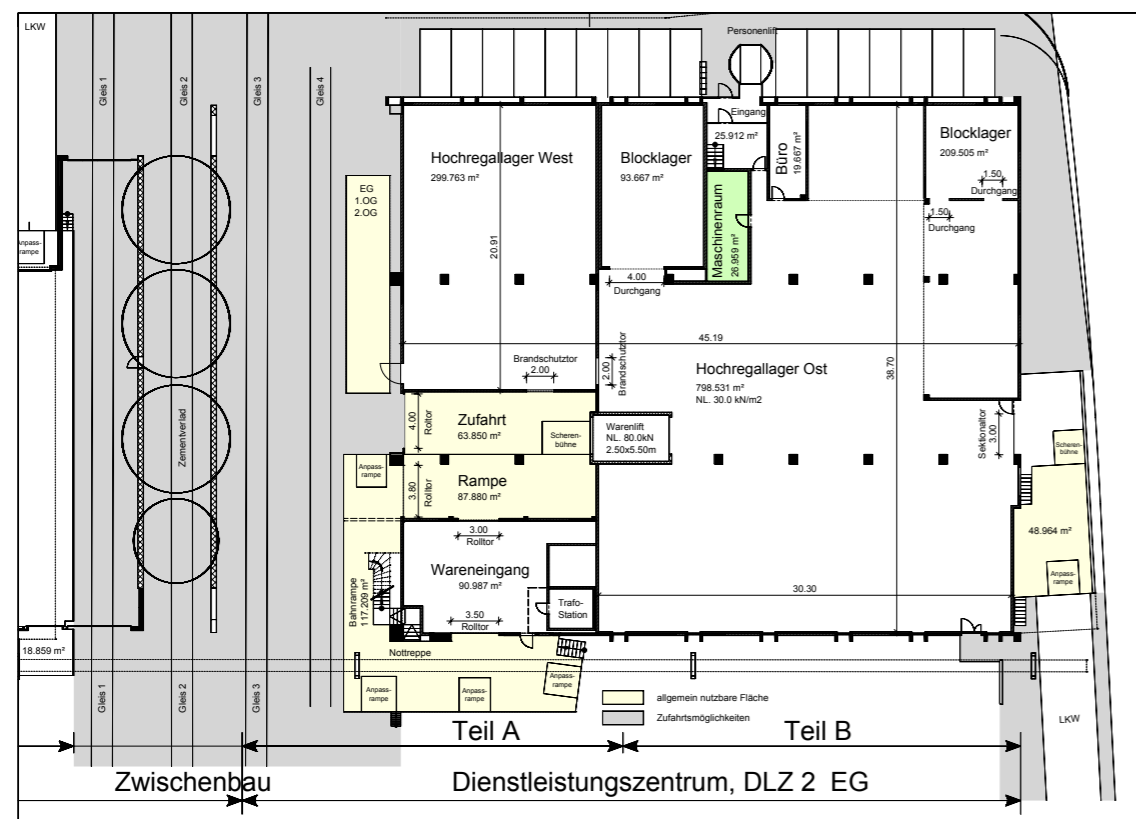 LKW
Gleis 1
Gleis 2
Gleis 3
Gleis 4
Personenlift
Eingang
25.912 m²
Büro
19.667 m²
Hochregallager West
299.763 m²
Blocklager
93.667 m²
Blocklager
209.505 m²
1.50
Durchgang
1.50
Durchgang
EG
1.OG
2.OG
Maschinenraum
26.959 m²
Anpass-
rampe
20.91
4.00
Durchgang
45.19
38.70
Brandschutztor
2.00
2.00
Brandschutztor
Hochregallager Ost
798.531 m²
NL. 30.0 kN/m2
Zementverlad
4.00
Roltor
Zufahrt
63.850 m²
Scheren-
bühne
Warenlift
NL. 80.0kN
2.50x5.50m
Sektionaltor
3.00
Scheren-
bühne
Anpass-
rampe
3.80
Rolltor
Rampe
87.880 m²
48.964 m²
3.00
Rolltor
Wareneingang
90.987 m²
Anpass-
rampe
Bahnrampe
117.209 m²
30.30
Trafo-
Station
3.50
Rolltor
18.859 m²
Nottreppe
Anpass-
rampe
Anpass-
rampe
Anpass-
rampe
Gleis 1
Gleis 2
Gleis 3
allgemein nutzbare Fläche
Zufahrtsmöglichkeiten
LKW
Teil A
Teil B
Zwischenbau
Dienstleistungszentrum, DLZ 2 EG